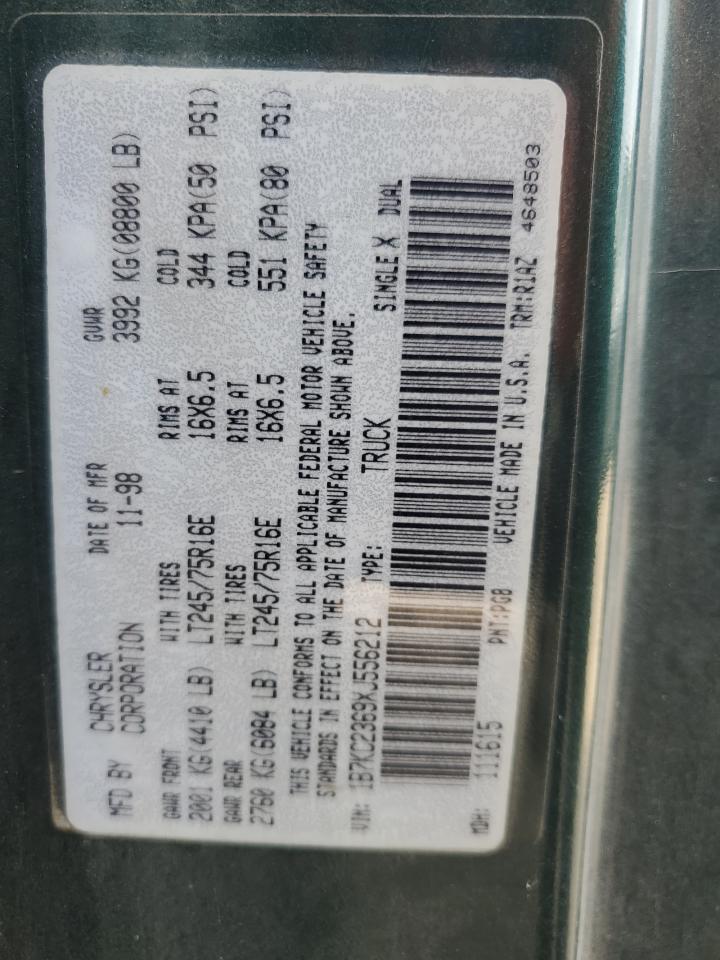 MFD BY CHRYSLER CORPORATION DATE OF MFR 11-98 GVWR 3992 KG(08800 LB)
GAWR FRONT WITH TIRES RIMS AT COLD
2001 KG(4410 LB) LT245/75R16E 16X6.5 344 KPA(50 PSI)
GAWR REAR WITH TIRES RIMS AT COLD
2760 KG(6084 LB) LT245/75R16E 16X6.5 551 KPA(80 PSI)
THIS VEHICLE CONFORMS TO ALL APPLICABLE FEDERAL MOTOR VEHICLE SAFETY
STANDARDS IN EFFECT ON THE DATE OF MANUFACTURE SHOWN ABOVE.
VIN: 1B7KC2369XJ556212 TYPE: TRUCK SINGLE X DUAL
MDH: 111615 PNT:PG8 VEHICLE MADE IN U.S.A. TRM:R1AZ 4648503